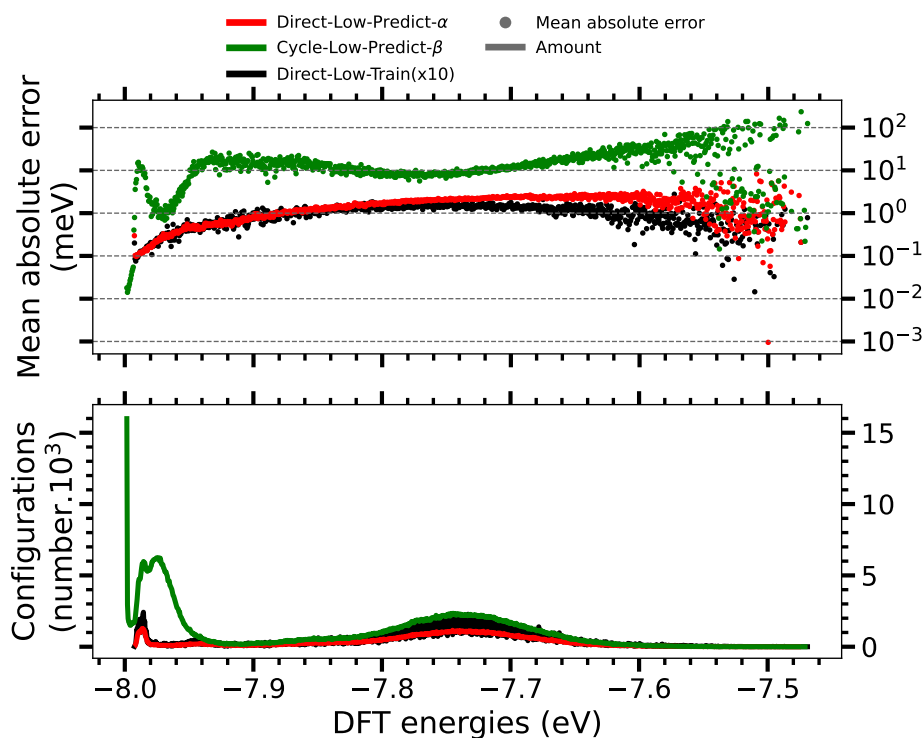 Direct-Low-Predict-α
Cycle-Low-Predict-β
Direct-Low-Train(x10)
Mean absolute error
Amount
Mean absolute error
(meV)
10²
10¹
10⁰
10⁻¹
10⁻²
10⁻³
Configurations
(number.10³)
15
10
5
0
−8.0 −7.9 −7.8 −7.7 −7.6 −7.5
DFT energies (eV)